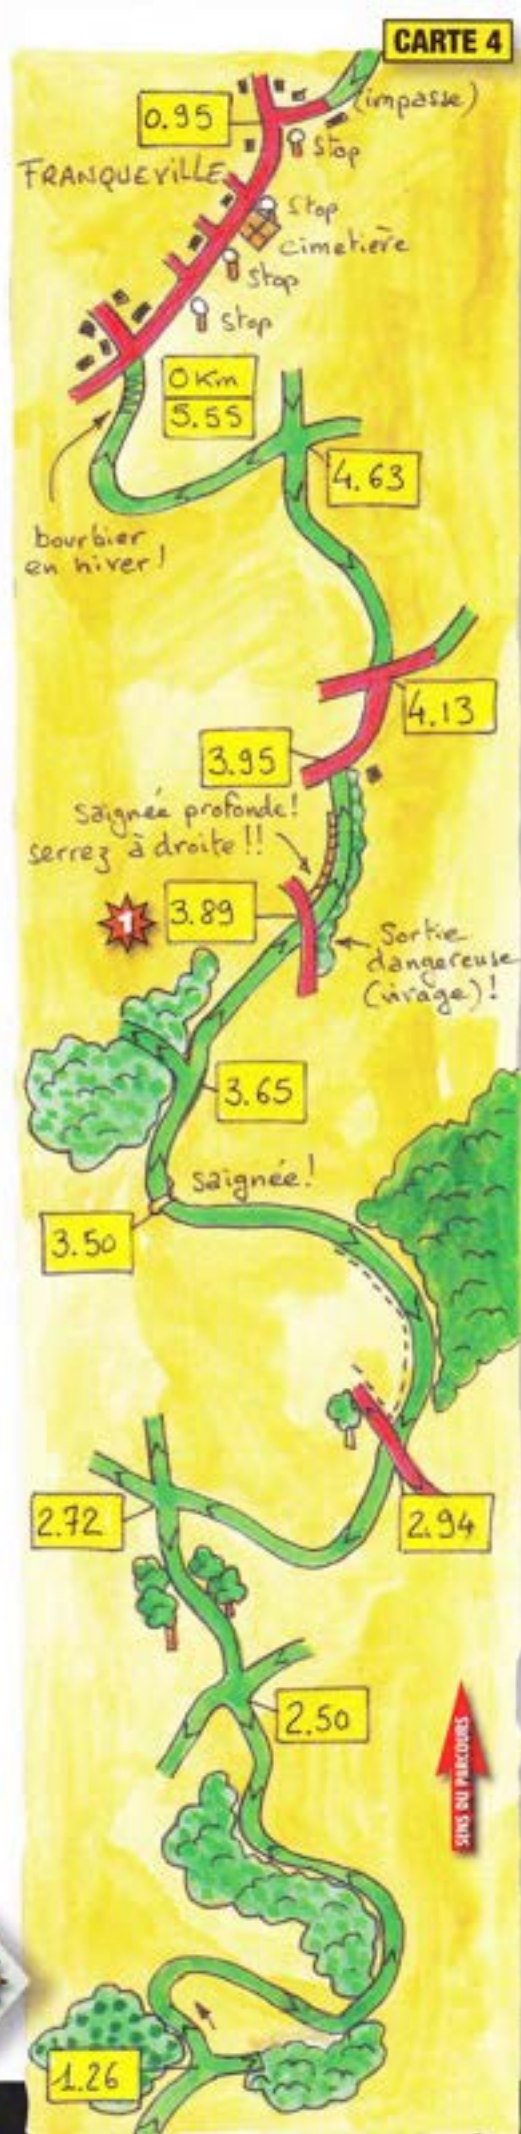 CARTE 4
(impasse)
0.95
Stop
FRANQUEVILLE
Stop
cimetière
Stop
Stop
0Km
5.55
4.63
bourbier
en hiver!
4.13
3.95
Saignée profonde!
serrez à droite!!
1
3.89
Sortie
dangereuse
(virage)!
3.65
saignée!
3.50
2.72
2.94
2.50
SENS DU PARCOURS
1.26